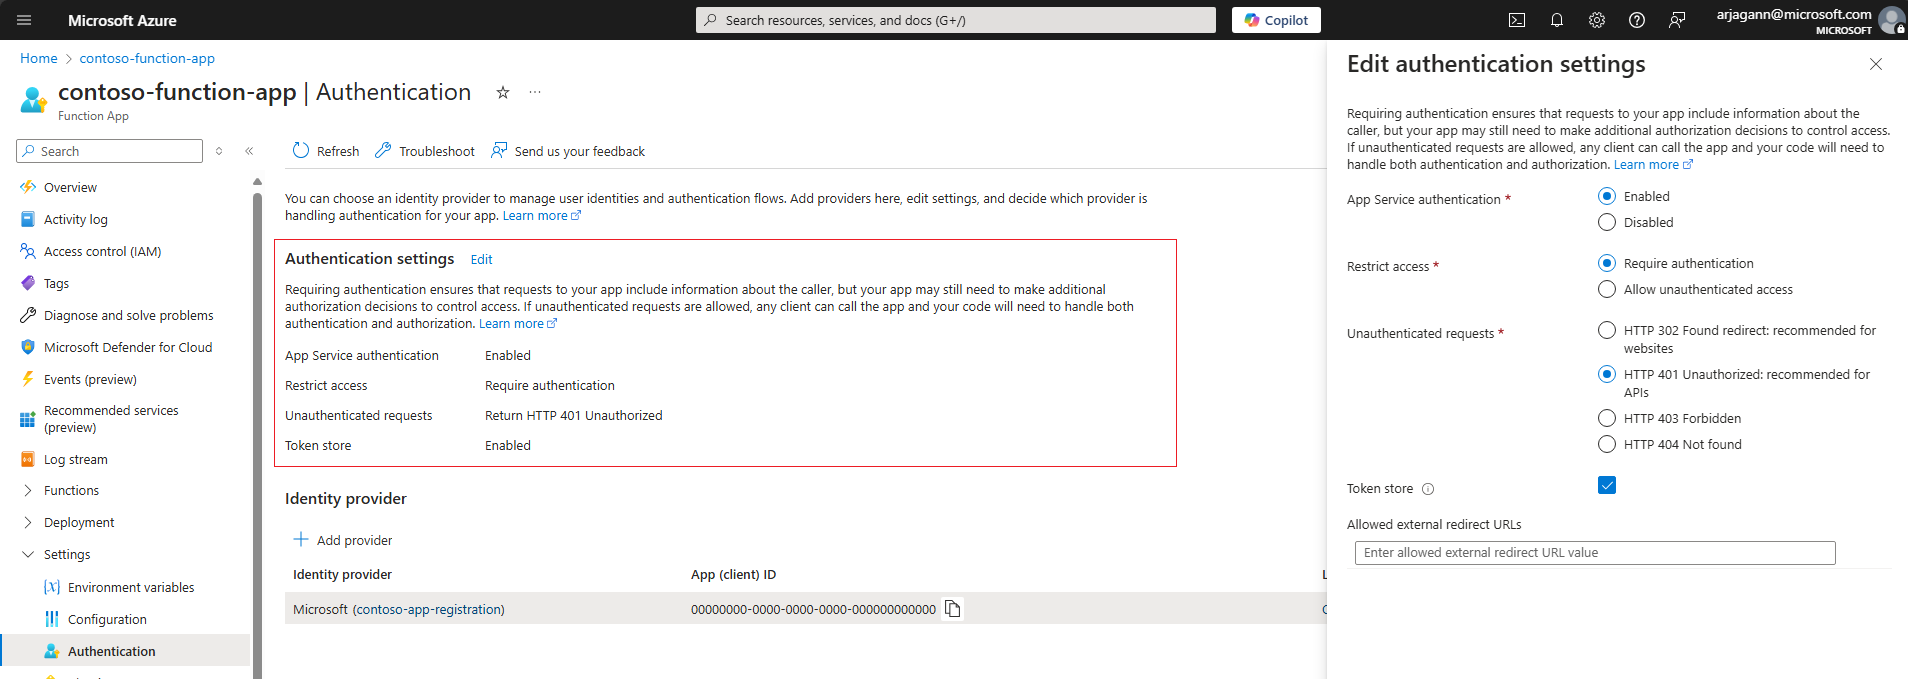 Microsoft Azure
Search resources, services, and docs (G+/)
Copilot
arjagann@microsoft.com
MICROSOFT
Home > contoso-function-app
contoso-function-app | Authentication
Function App
Search
Overview
Activity log
Access control (IAM)
Tags
Diagnose and solve problems
Microsoft Defender for Cloud
Events (preview)
Recommended services
(preview)
Log stream
Functions
Deployment
Settings
Environment variables
Configuration
Authentication
Refresh
Troubleshoot
Send us your feedback
You can choose an identity provider to manage user identities and authentication flows. Add providers here, edit settings, and decide which provider is
handling authentication for your app. Learn more
Authentication settings Edit
Requiring authentication ensures that requests to your app include information about the caller, but your app may still need to make additional
authorization decisions to control access. If unauthenticated requests are allowed, any client can call the app and your code will need to handle both
authentication and authorization. Learn more
App Service authentication Enabled
Restrict access Require authentication
Unauthenticated requests Return HTTP 401 Unauthorized
Token store Enabled
Identity provider
Add provider
Identity provider App (client) ID
Microsoft (contoso-app-registration) 00000000-0000-0000-0000-000000000000
Edit authentication settings
Requiring authentication ensures that requests to your app include information about the
caller, but your app may still need to make additional authorization decisions to control access.
If unauthenticated requests are allowed, any client can call the app and your code will need to
handle both authentication and authorization. Learn more
App Service authentication *
Enabled
Disabled
Restrict access *
Require authentication
Allow unauthenticated access
Unauthenticated requests *
HTTP 302 Found redirect: recommended for
websites
HTTP 401 Unauthorized: recommended for
APIs
HTTP 403 Forbidden
HTTP 404 Not found
Token store
Allowed external redirect URLs
Enter allowed external redirect URL value